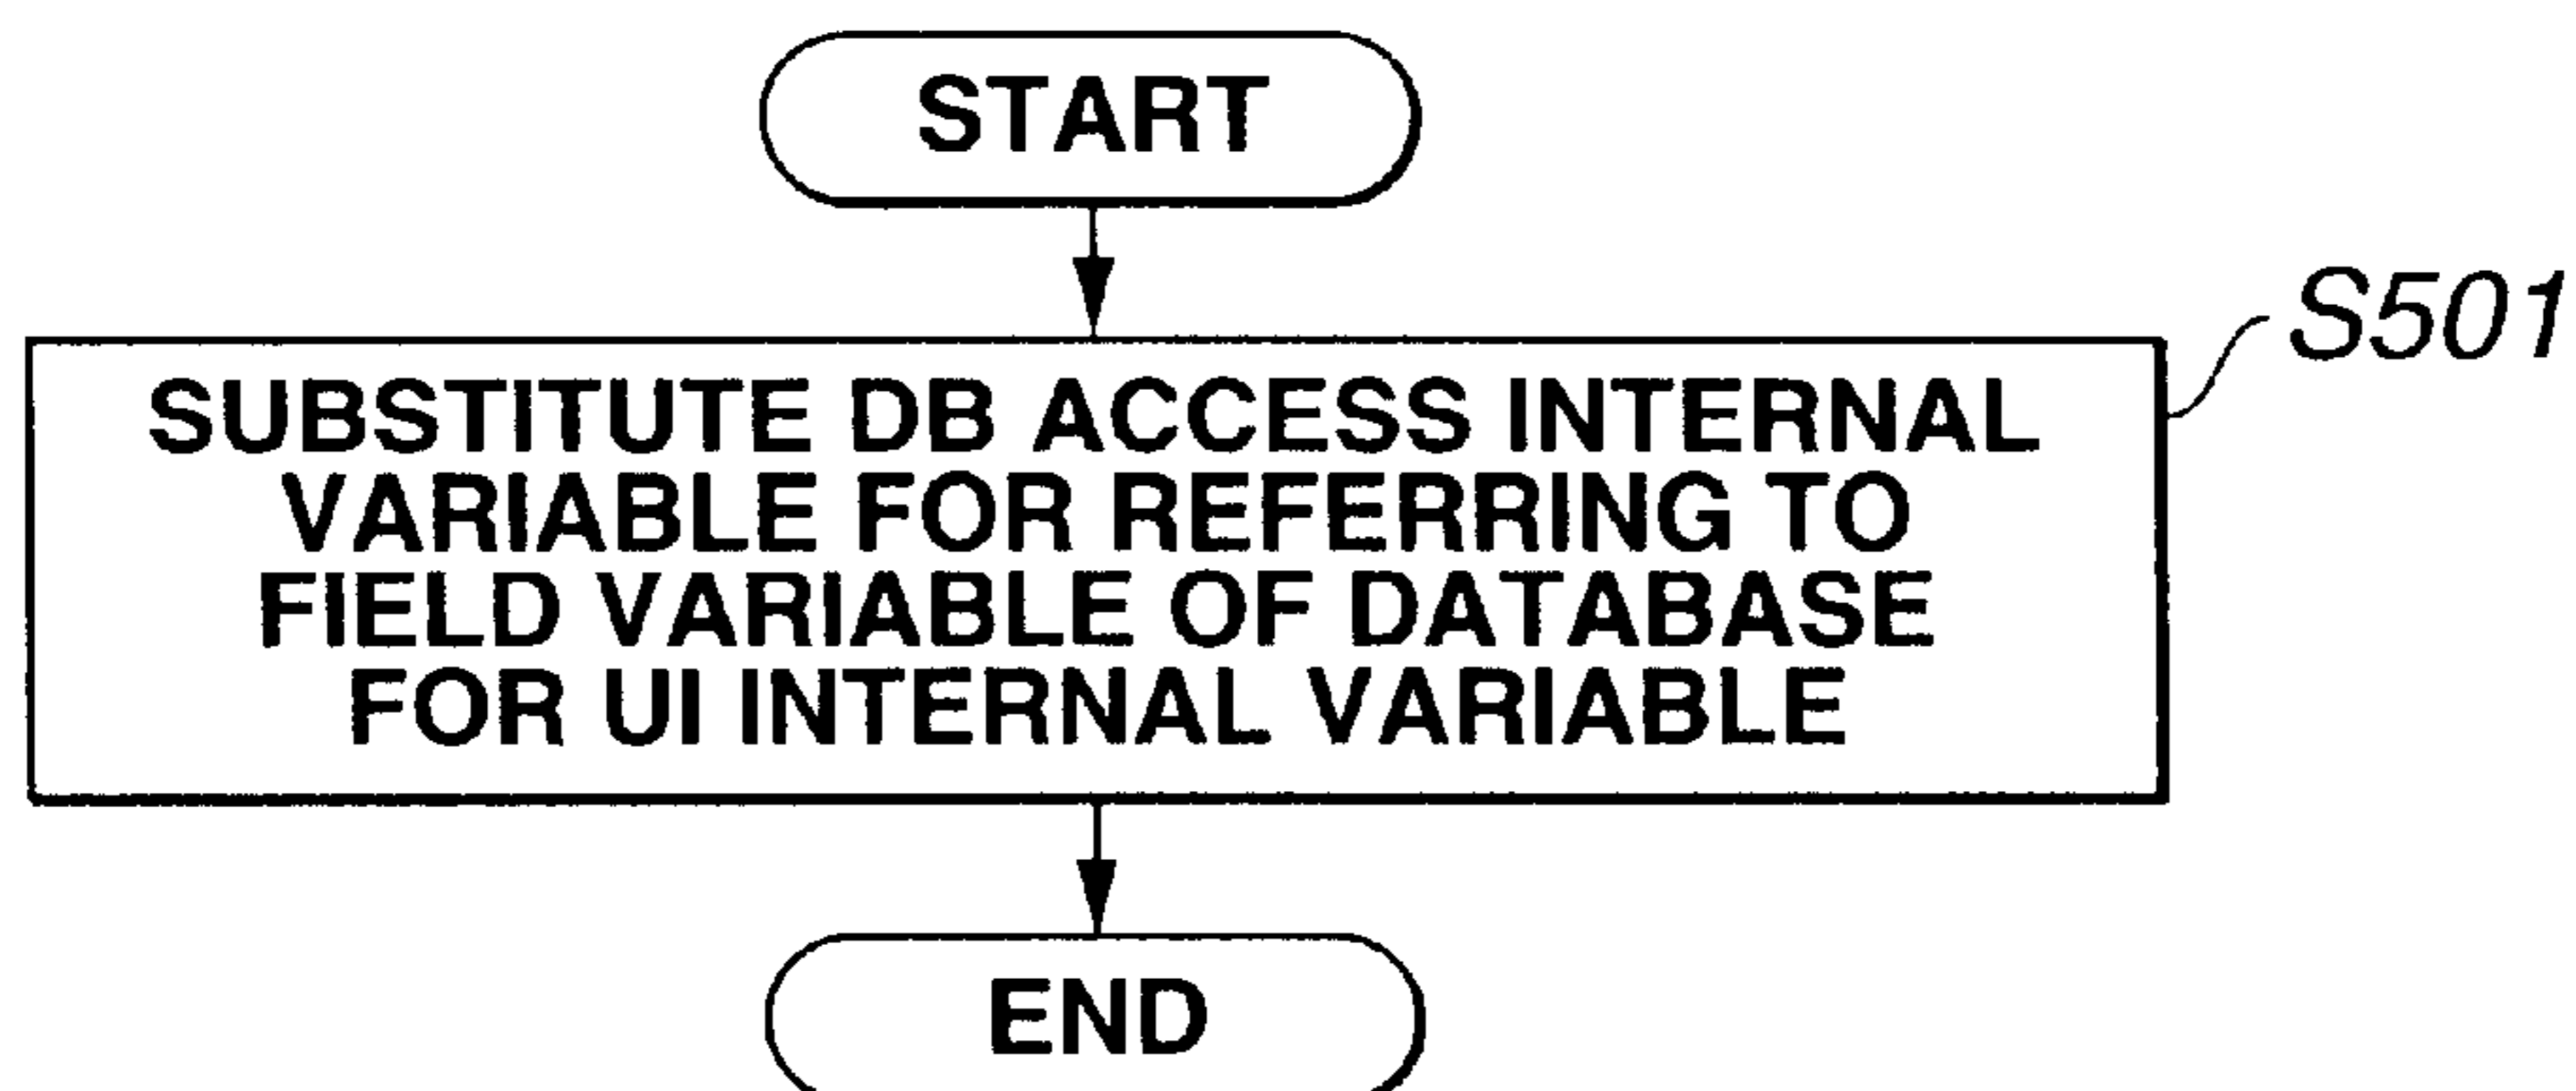 START
S501
SUBSTITUTE DB ACCESS INTERNAL
VARIABLE FOR REFERRING TO
FIELD VARIABLE OF DATABASE
FOR UI INTERNAL VARIABLE
END